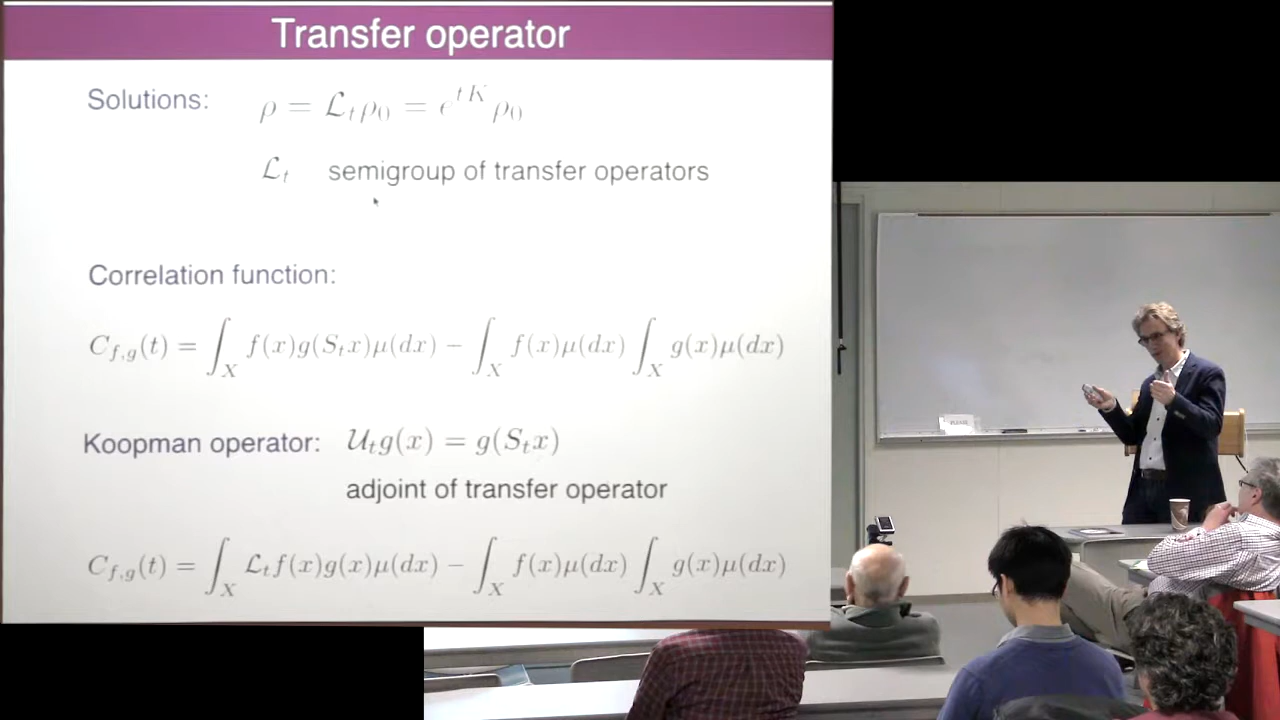 Transfer operator
Solutions: ρ = ℒ_t ρ_0 = e^{tK} ρ_0
ℒ_t semigroup of transfer operators
Correlation function:
C_{f,g}(t) = ∫_X f(x)g(S_t x)μ(dx) − ∫_X f(x)μ(dx) ∫_X g(x)μ(dx)
Koopman operator: 𝒰_t g(x) = g(S_t x)
adjoint of transfer operator
C_{f,g}(t) = ∫_X ℒ_t f(x)g(x)μ(dx) − ∫_X f(x)μ(dx) ∫_X g(x)μ(dx)